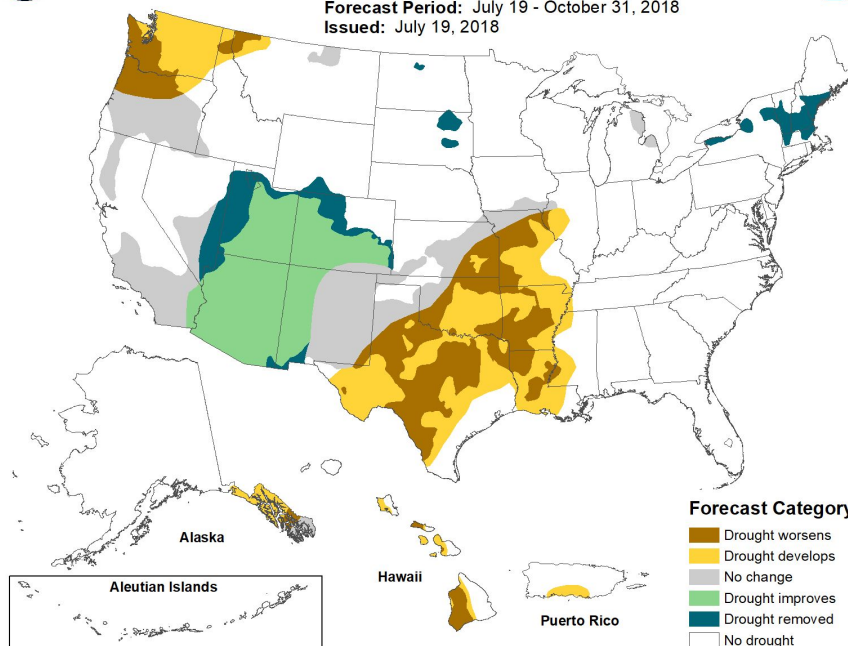 Forecast Period: July 19 - October 31, 2018
Issued: July 19, 2018
Alaska
Aleutian Islands
Hawaii
Puerto Rico
Forecast Category
Drought worsens
Drought develops
No change
Drought improves
Drought removed
No drought